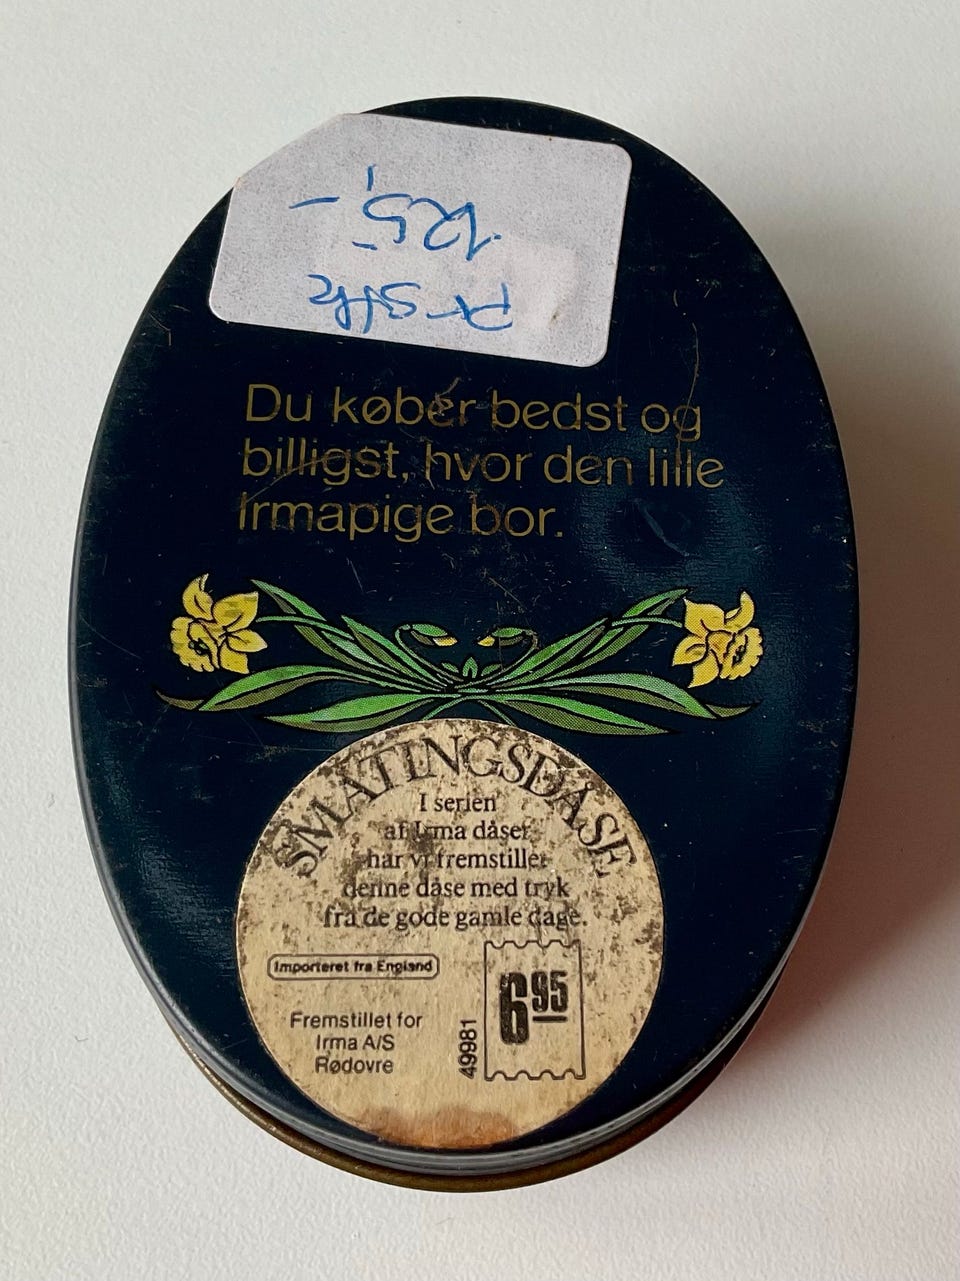 Pr stk
125,-
Du køber bedst og
billigst, hvor den lille
Irmapige bor.
SMÅTINGSDÅSE
I serien
af Irma dåser
har vi fremstillet
denne dåse med tryk
fra de gode gamle dage.
Importeret fra England
6 95
Fremstillet for
Irma A/S
Rødovre
49981